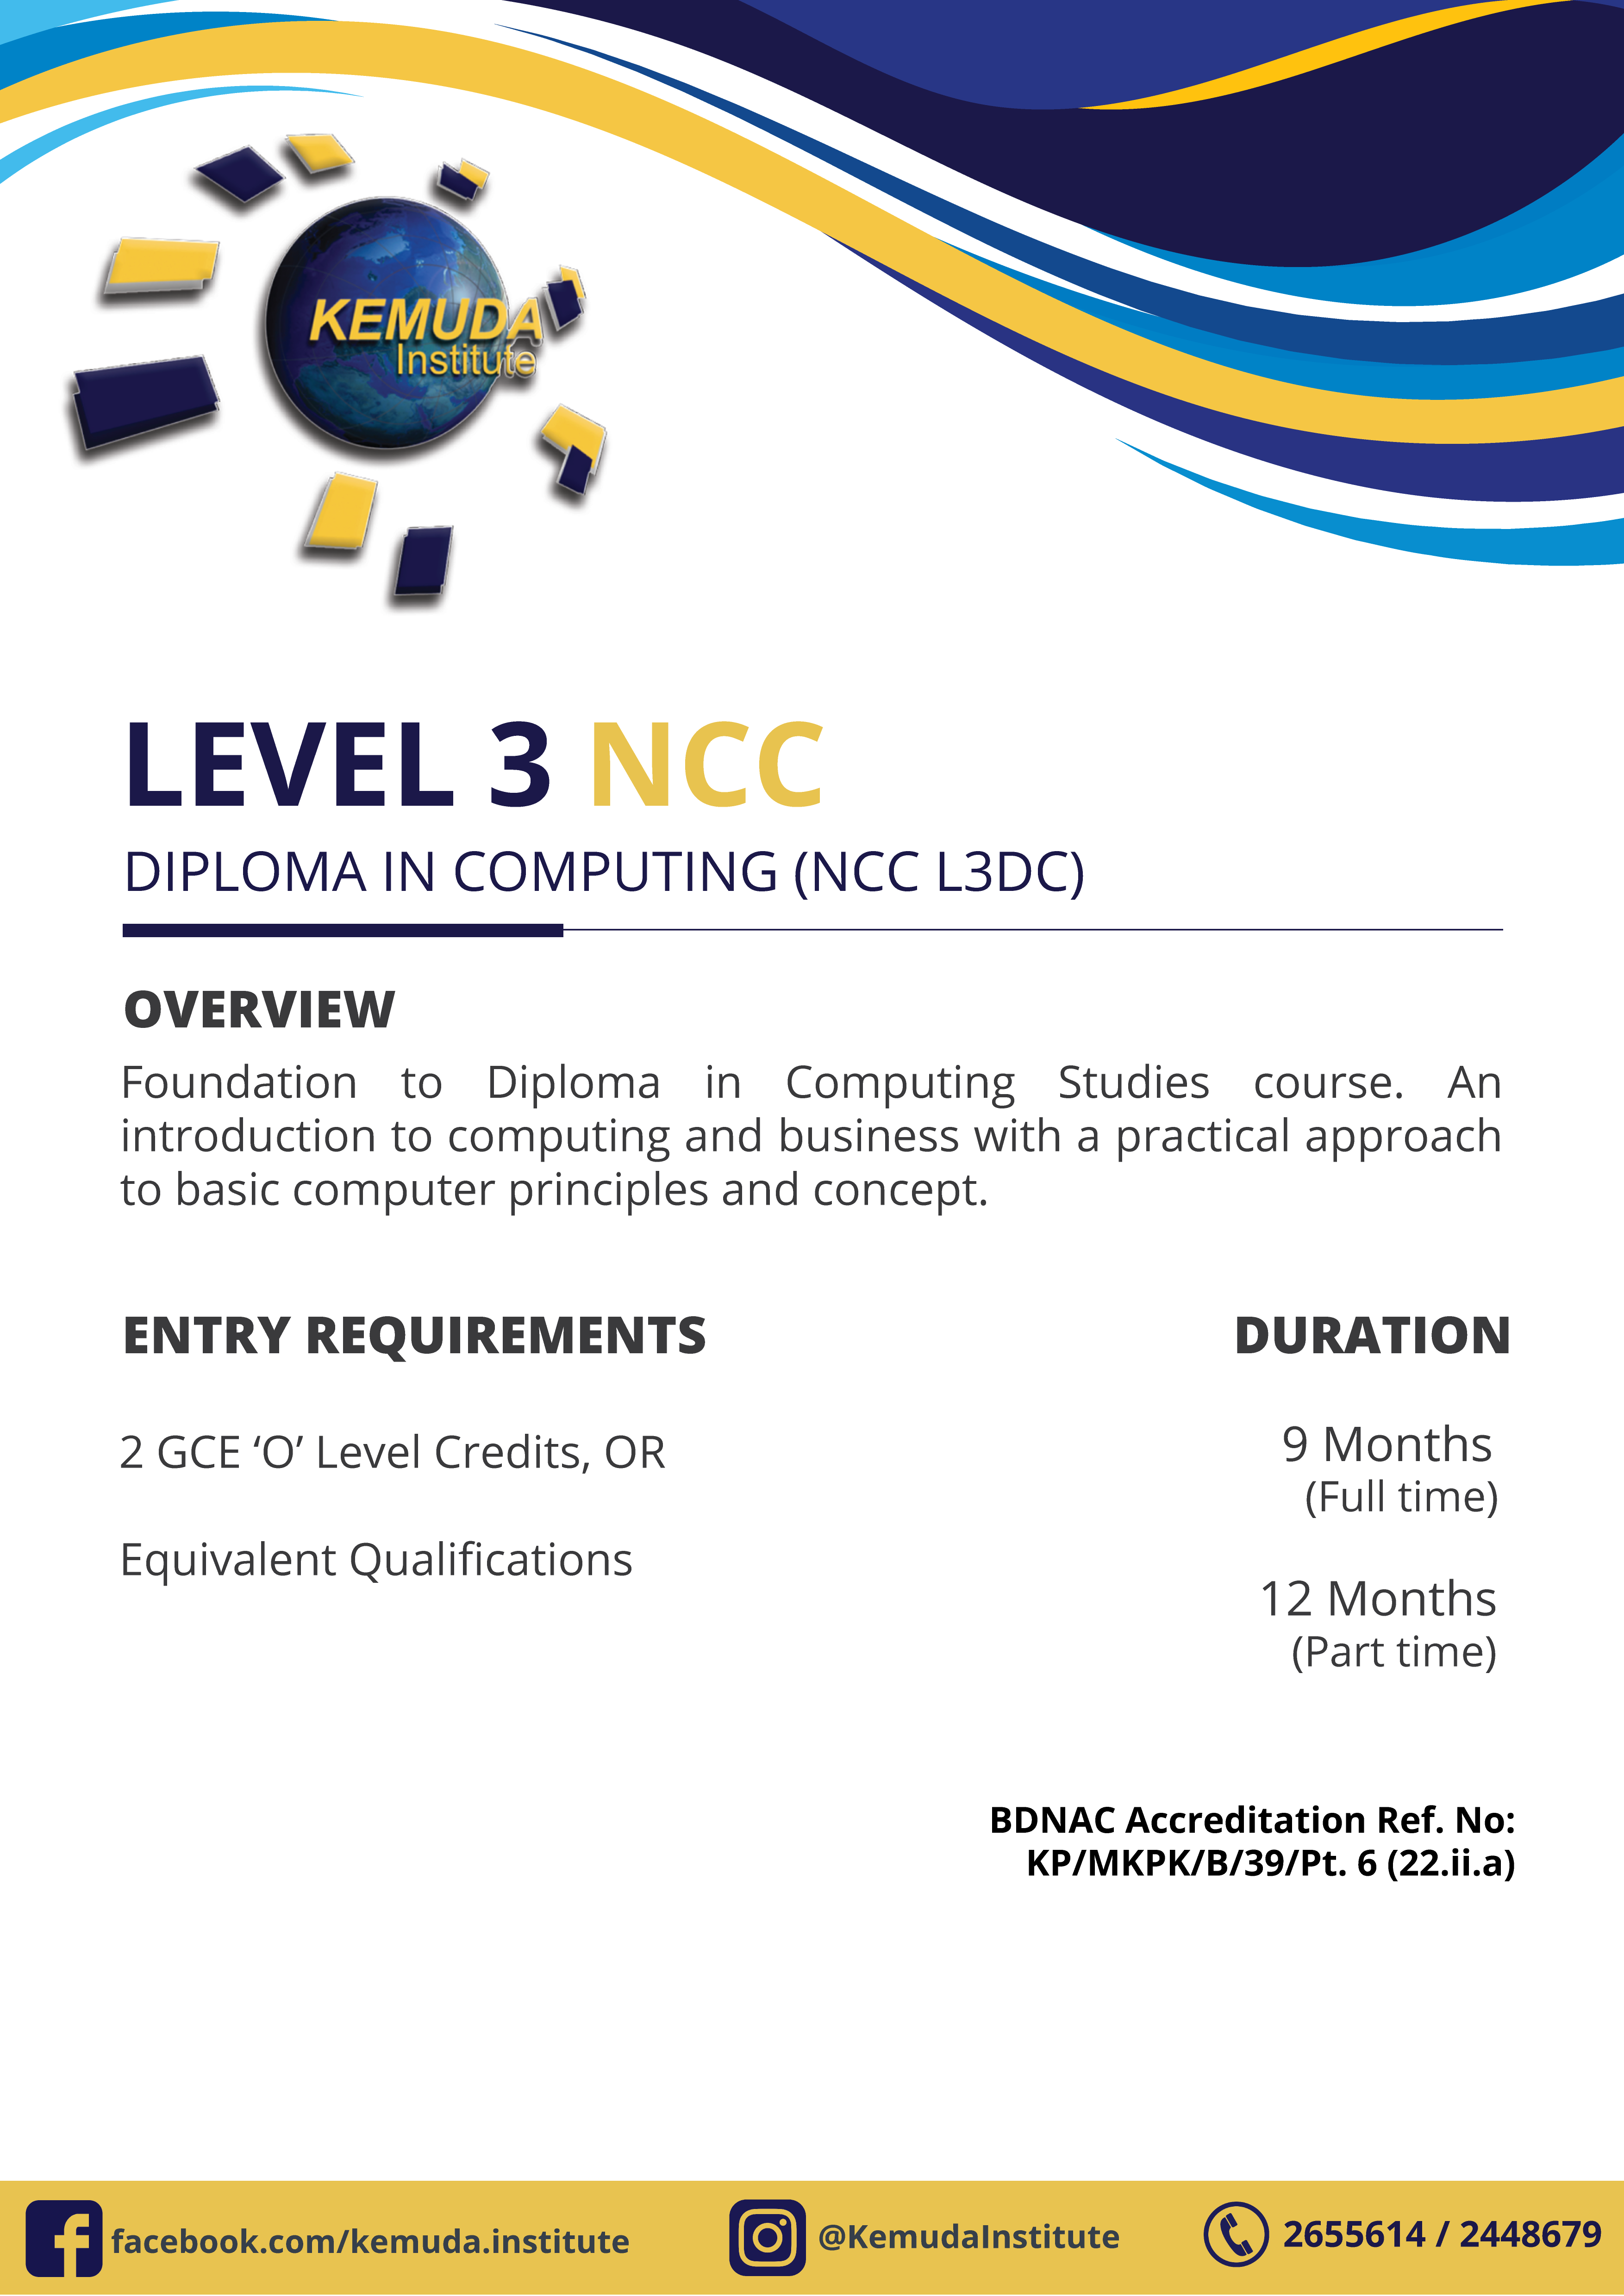 KEMUDA
Institute
LEVEL 3 NCC
DIPLOMA IN COMPUTING (NCC L3DC)
OVERVIEW
Foundation to Diploma in Computing Studies course. An
introduction to computing and business with a practical approach
to basic computer principles and concept.
ENTRY REQUIREMENTS
2 GCE ‘O’ Level Credits, OR
Equivalent Qualifications
DURATION
9 Months
(Full time)
12 Months
(Part time)
BDNAC Accreditation Ref. No:
KP/MKPK/B/39/Pt. 6 (22.ii.a)
facebook.com/kemuda.institute
@KemudaInstitute
2655614 / 2448679